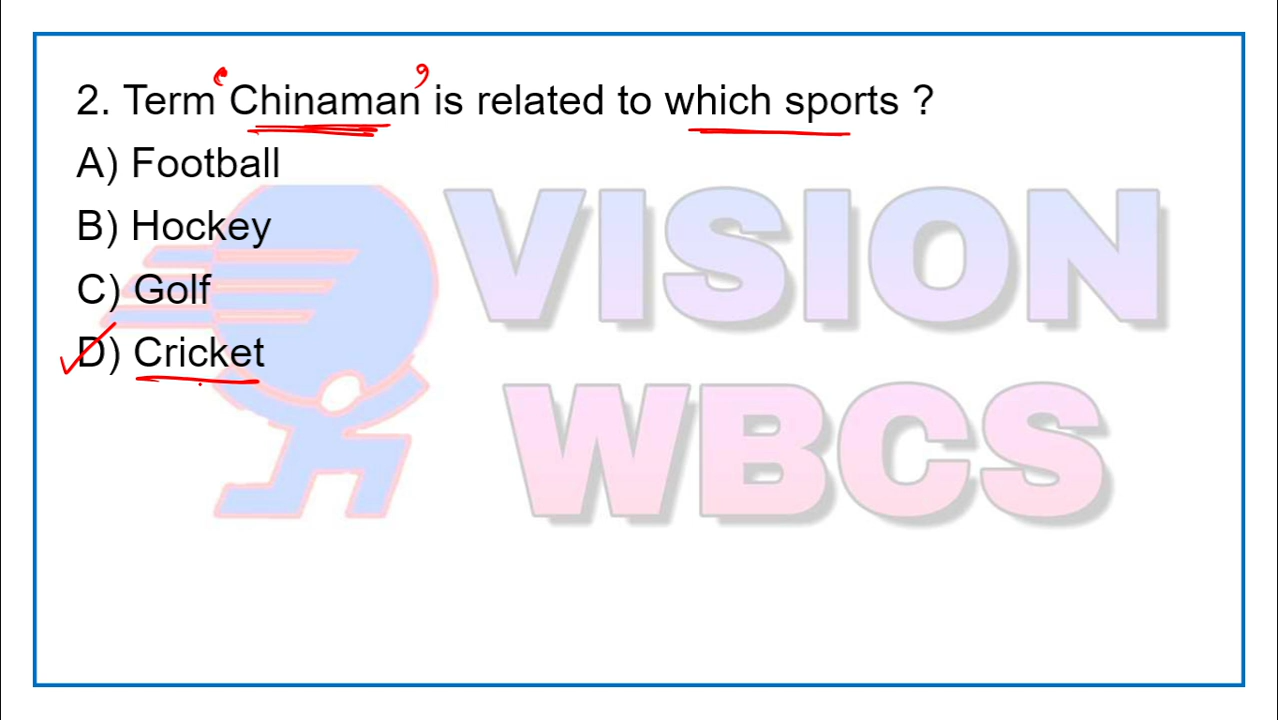 2. Term ‘Chinaman’ is related to which sports ?
A) Football
B) Hockey
C) Golf
D) Cricket
VISION
WBCS